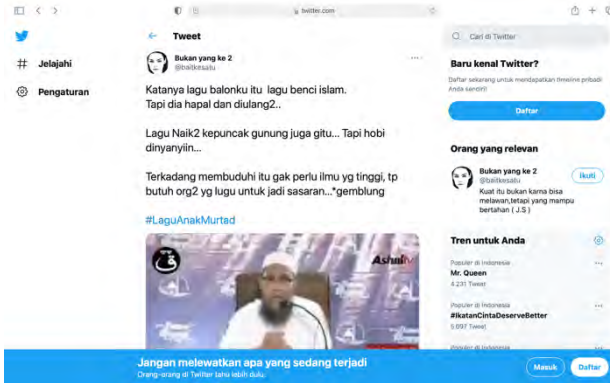 twitter.com
Tweet
Cari di Twitter
Jelajahi
Pengaturan
Bukan yang ke 2
@baitkesatu
Katanya lagu balonku itu lagu benci islam.
Tapi dia hapal dan diulang2..
Lagu Naik2 kepuncak gunung juga gitu... Tapi hobi
dinyanyiin...
Terkadang membuduhi itu gak perlu ilmu yg tinggi, tp
butuh org2 yg lugu untuk jadi sasaran...*gemblung
#LaguAnakMurtad
Baru kenal Twitter?
Daftar sekarang untuk mendapatkan timeline pribadi
Anda sendiri!
Daftar
Orang yang relevan
Bukan yang ke 2
@baitkesatu
Ikuti
Kuat itu bukan karna bisa
melawan,tetapi yang mampu
bertahan ( J.S )
Tren untuk Anda
Populer di Indonesia
Mr. Queen
4.231 Tweet
Populer di Indonesia
#IkatanCintaDeserveBetter
5.097 Tweet
Populer di Indonesia
Jangan melewatkan apa yang sedang terjadi
Orang-orang di Twitter tahu lebih dulu.
Masuk
Daftar